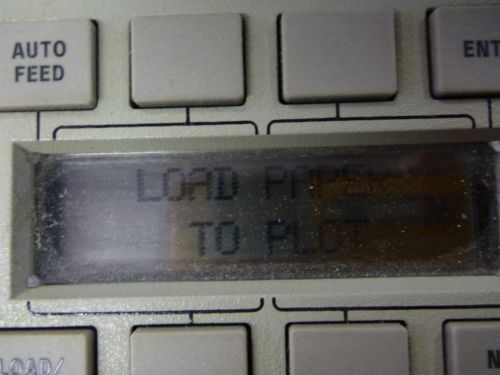 AUTO
FEED
ENT
LOAD PAPER
TO PLOT
LOAD/
N